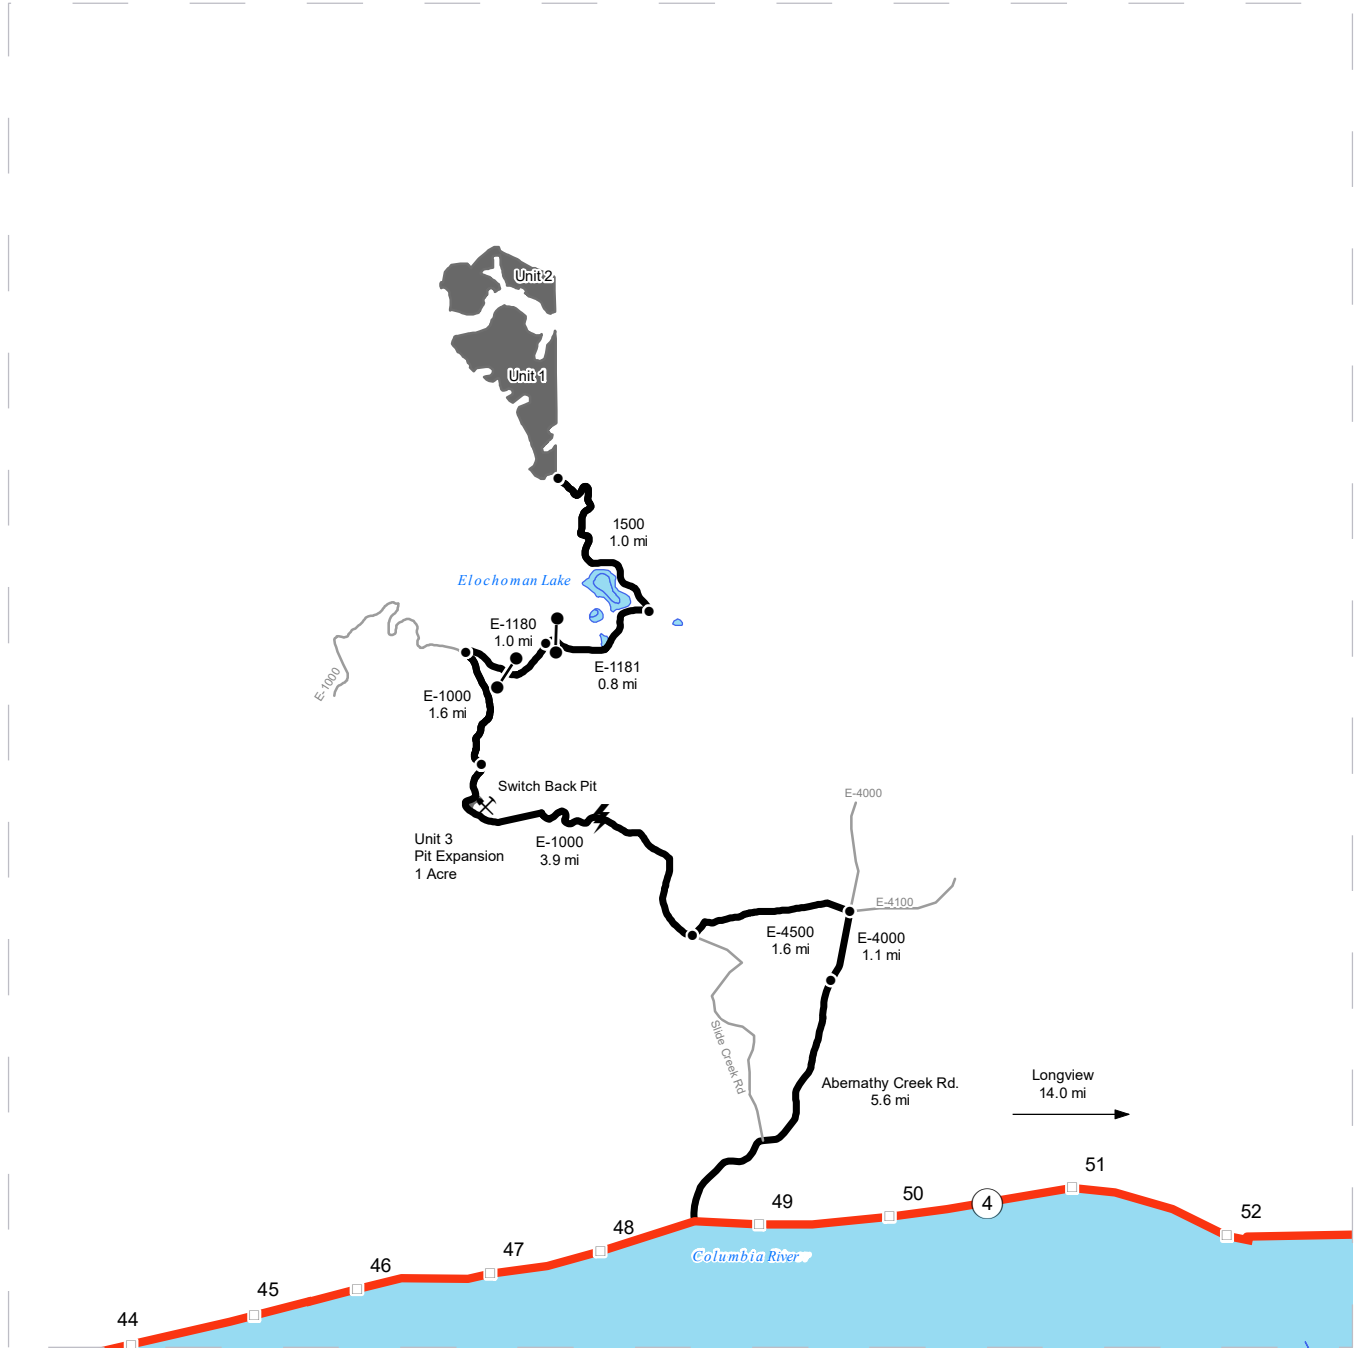 Unit 2
Unit 1
1500
1.0 mi
Elochoman Lake
E-1180
1.0 mi
E-1181
0.8 mi
E-1000
E-1000
1.6 mi
Switch Back Pit
Unit 3
Pit Expansion
1 Acre
E-1000
3.9 mi
E-4000
E-4100
E-4500
1.6 mi
E-4000
1.1 mi
Slide Creek Rd
Abernathy Creek Rd.
5.6 mi
Longview
14.0 mi
51
4
50
49
52
48
Columbia River
47
46
45
44